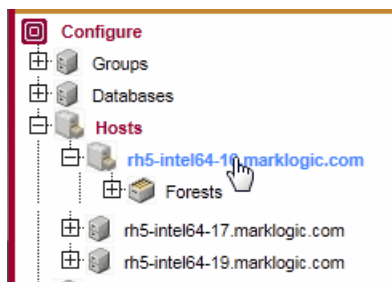 Configure
Groups
Databases
Hosts
rh5-intel64-16.marklogic.com
Forests
rh5-intel64-17.marklogic.com
rh5-intel64-19.marklogic.com